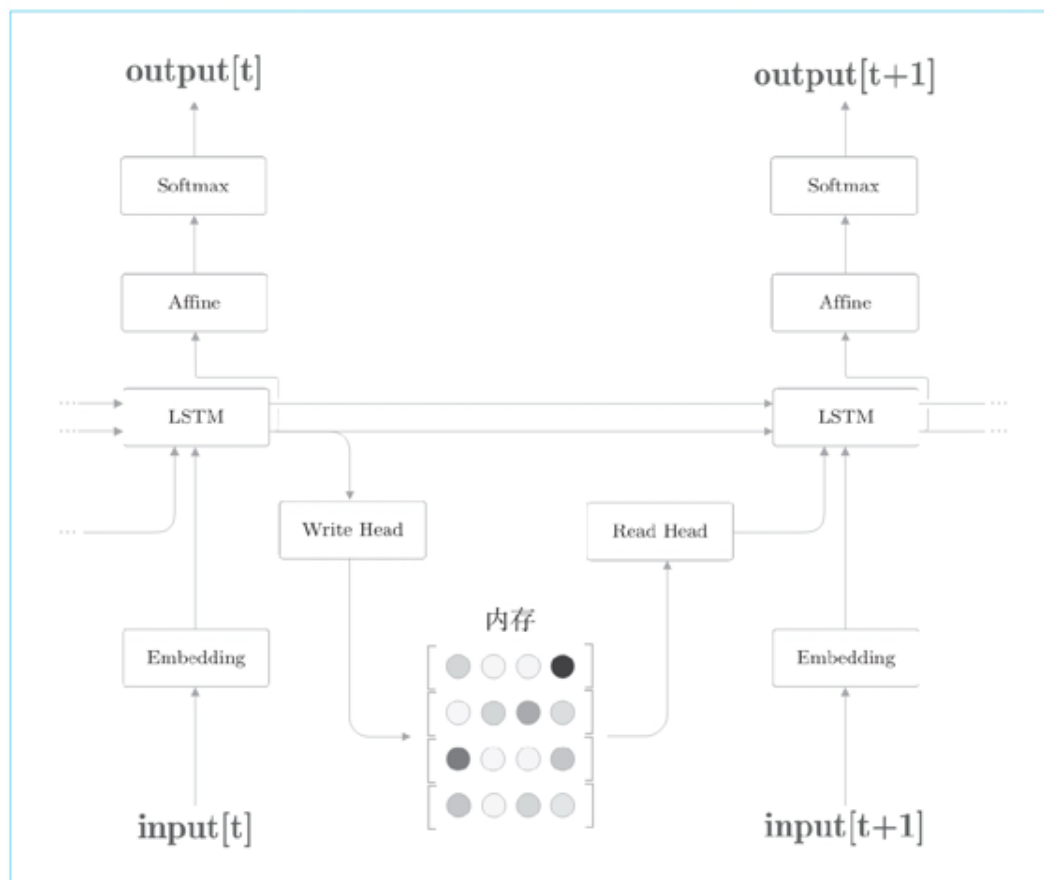 output[t]
output[t+1]
Softmax
Softmax
Affine
Affine
...
LSTM
LSTM
...
...
...
...
Write Head
Read Head
内存
Embedding
Embedding
input[t]
input[t+1]